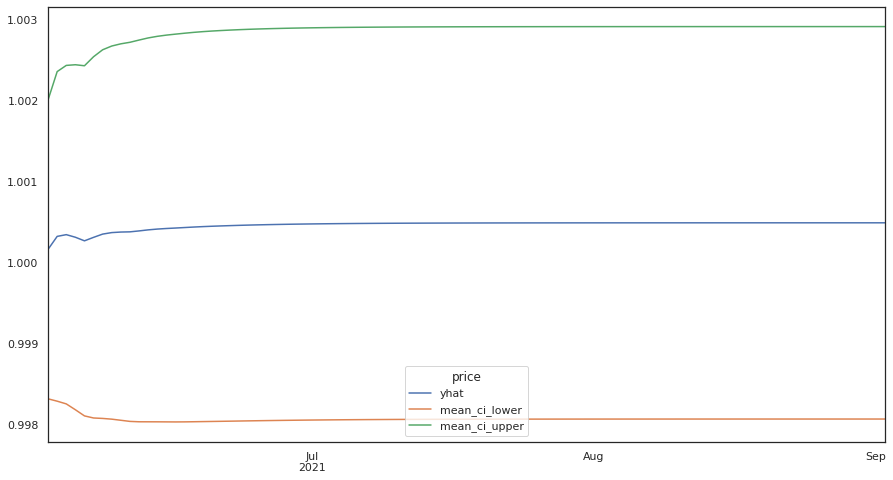 1.003
1.002
1.001
1.000
0.999
0.998
price
yhat
mean_ci_lower
mean_ci_upper
Jul
2021
Aug
Sep